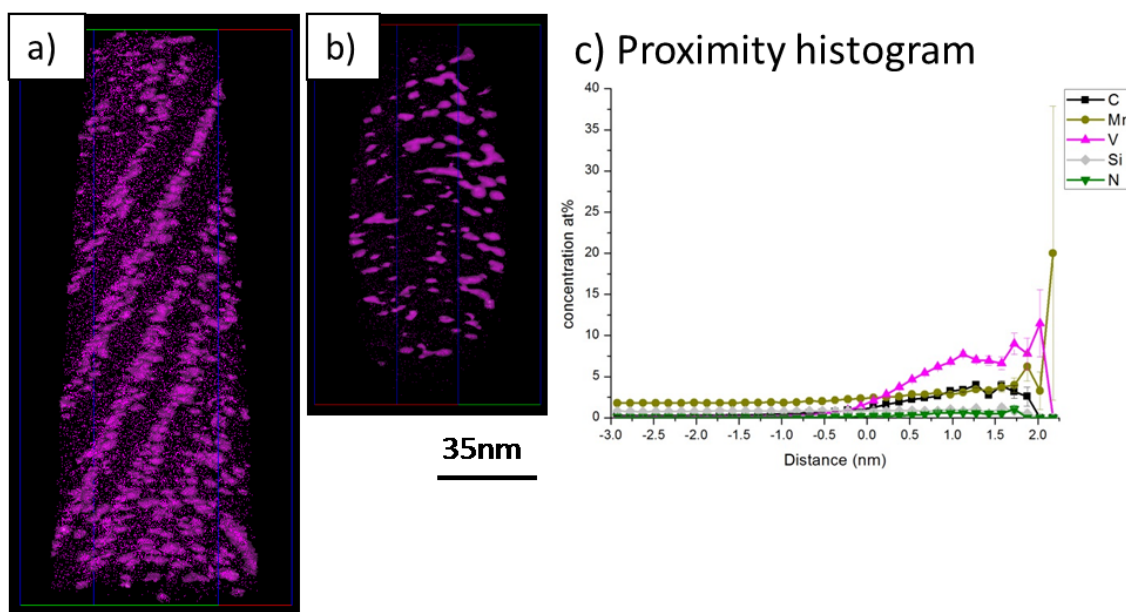 a)
b)
c) Proximity histogram
35nm
concentration at%
40
35
30
25
20
15
10
5
0
-3.0 -2.5 -2.0 -1.5 -1.0 -0.5 0.0 0.5 1.0 1.5 2.0
Distance (nm)
C
Mn
V
Si
N